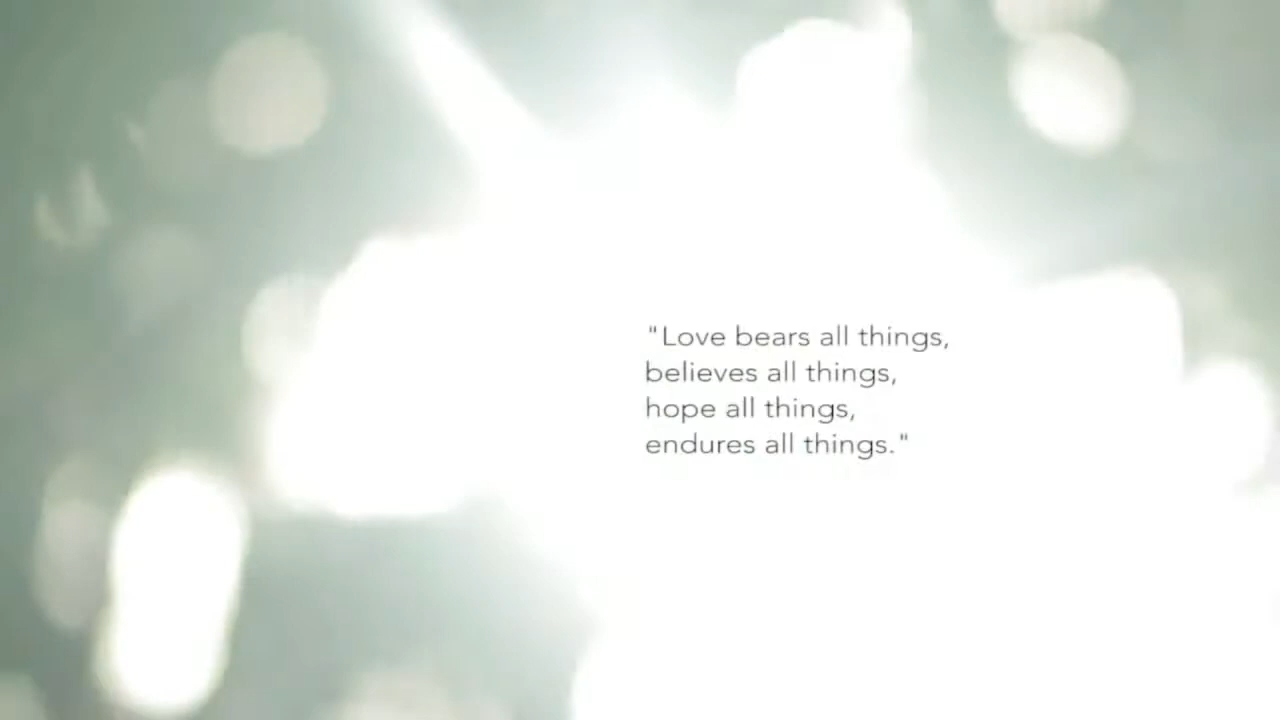 "Love bears all things,
believes all things,
hope all things,
endures all things."